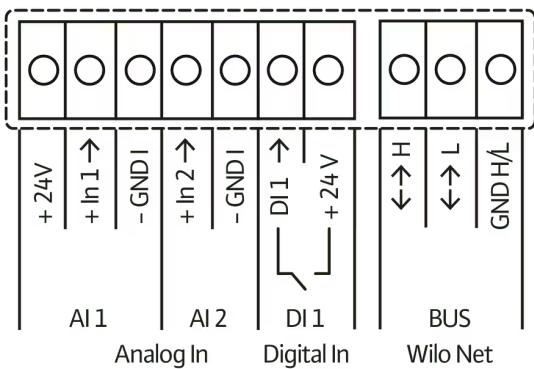 + 24V
+ In 1 →
- GND I
+ In 2 →
- GND I
DI 1 →
+ 24 V
↔ H
↔ L
GND H/L
AI 1
AI 2
DI 1
BUS
Analog In
Digital In
Wilo Net